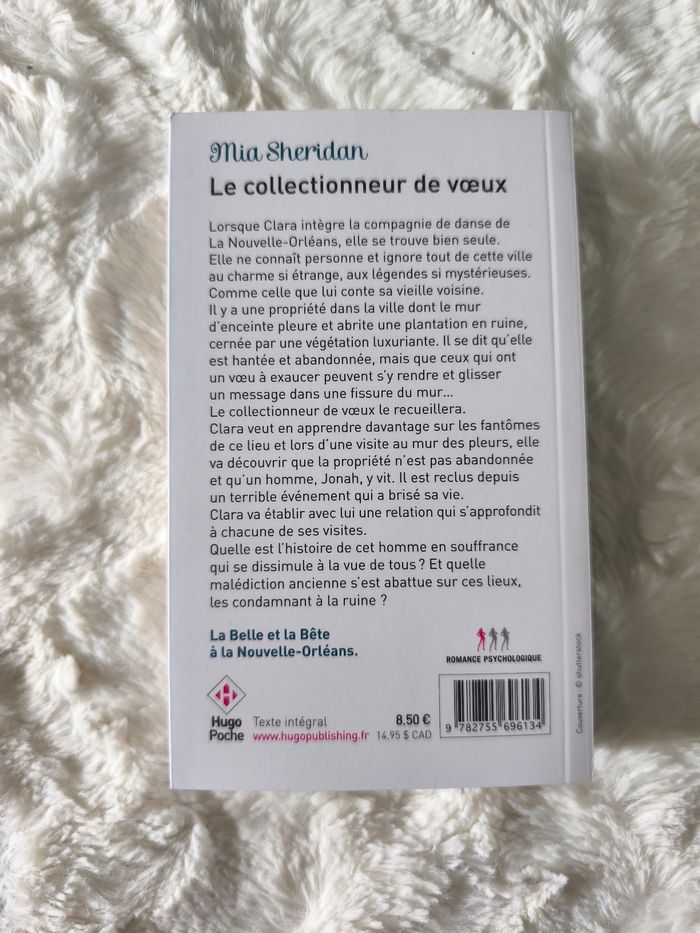 Mia Sheridan
Le collectionneur de vœux
Lorsque Clara intègre la compagnie de danse de
La Nouvelle-Orléans, elle se trouve bien seule.
Elle ne connaît personne et ignore tout de cette ville
au charme si étrange, aux légendes si mystérieuses.
Comme celle que lui conte sa vieille voisine.
Il y a une propriété dans la ville dont le mur
d'enceinte pleure et abrite une plantation en ruine,
cernée par une végétation luxuriante. Il se dit qu'elle
est hantée et abandonnée, mais que ceux qui ont
un vœu à exaucer peuvent s'y rendre et glisser
un message dans une fissure du mur...
Le collectionneur de vœux le recueillera.
Clara veut en apprendre davantage sur les fantômes
de ce lieu et lors d'une visite au mur des pleurs, elle
va découvrir que la propriété n'est pas abandonnée
et qu'un homme, Jonah, y vit. Il est reclus depuis
un terrible événement qui a brisé sa vie.
Clara va établir avec lui une relation qui s'approfondit
à chacune de ses visites.
Quelle est l'histoire de cet homme en souffrance
qui se dissimule à la vue de tous ? Et quelle
malédiction ancienne s'est abattue sur ces lieux,
les condamnant à la ruine ?
La Belle et la Bête
à la Nouvelle-Orléans.
ROMANCE PSYCHOLOGIQUE
H
Hugo
Poche
Texte intégral
www.hugopublishing.fr
8.50 €
14,95 $ CAD
9 782755 696134
Couverture : © shutterstock